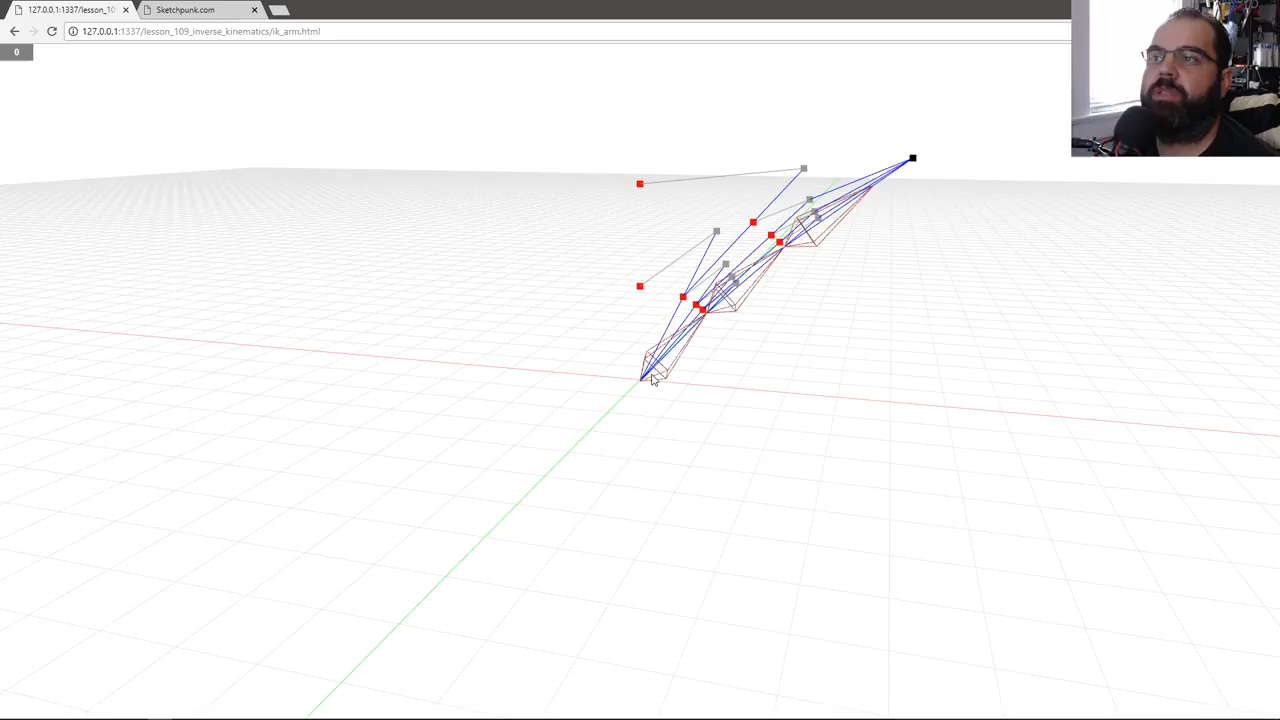 127.0.0.1:1337/lesson_10
Sketchpunk.com
127.0.0.1:1337/lesson_109_inverse_kinematics/ik_arm.html
0